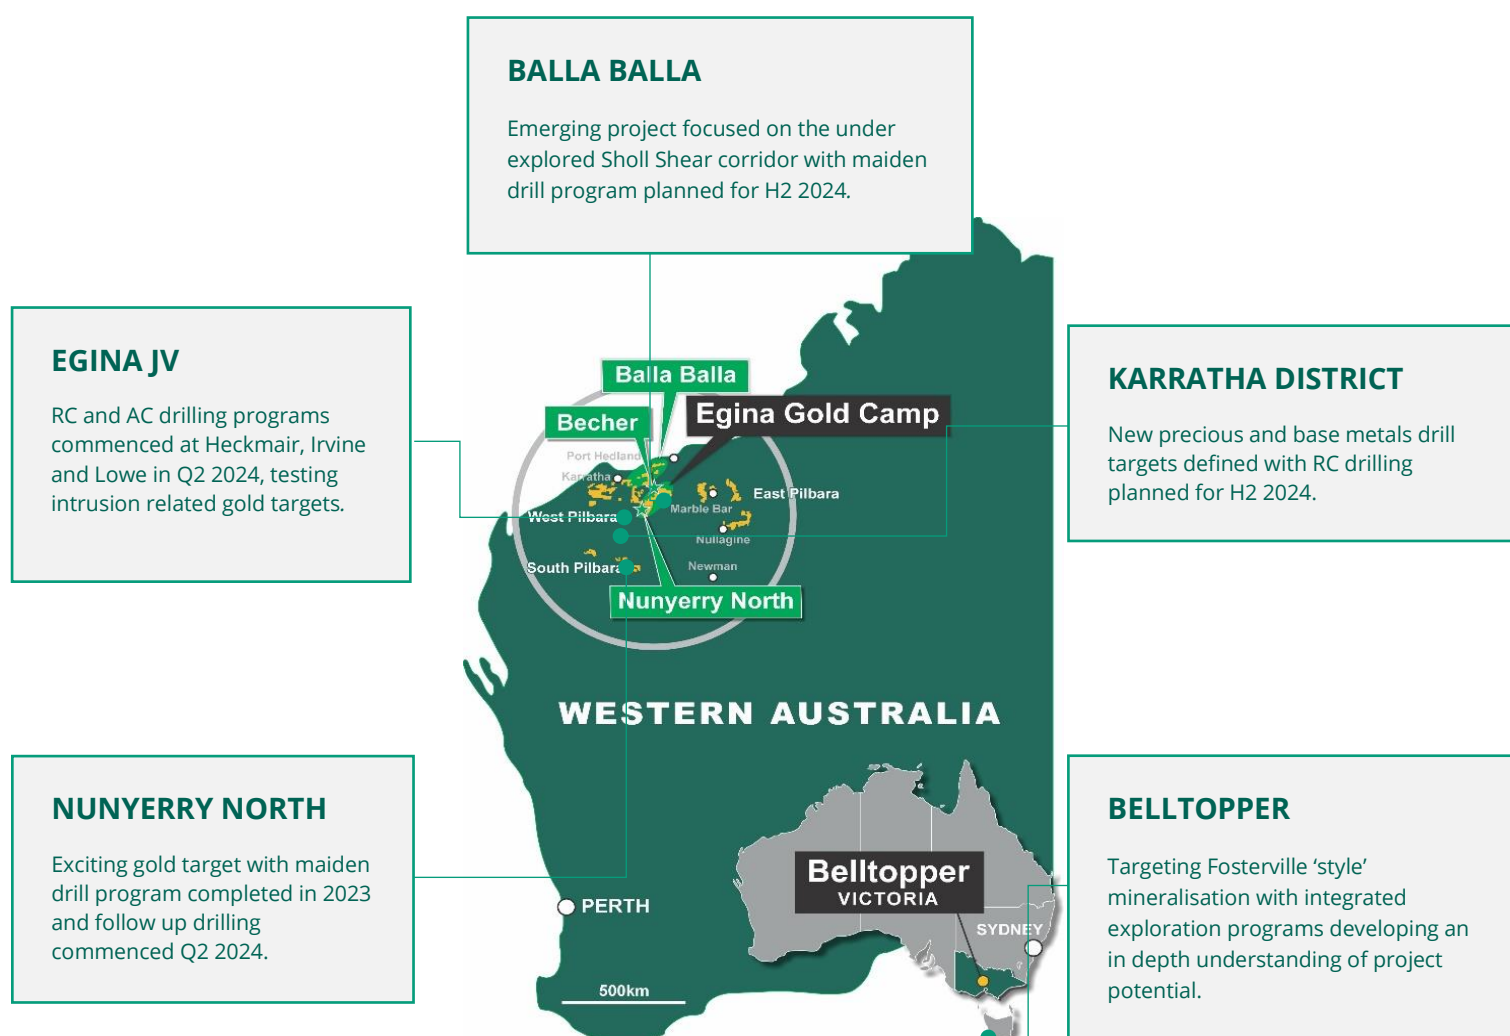 BALLA BALLA
Emerging project focused on the under
explored Sholl Shear corridor with maiden
drill program planned for H2 2024.
EGINA JV
RC and AC drilling programs
commenced at Heckmair, Irvine
and Lowe in Q2 2024, testing
intrusion related gold targets.
KARRATHA DISTRICT
New precious and base metals drill
targets defined with RC drilling
planned for H2 2024.
Balla Balla
Becher
Egina Gold Camp
Port Hedland
Karratha
East Pilbara
Marble Bar
West Pilbara
Nullagine
South Pilbara
Newman
Nunyerry North
WESTERN AUSTRALIA
NUNYERRY NORTH
Exciting gold target with maiden
drill program completed in 2023
and follow up drilling
commenced Q2 2024.
PERTH
500km
Belltopper
VICTORIA
SYDNEY
BELLTOPPER
Targeting Fosterville ‘style’
mineralisation with integrated
exploration programs developing an
in depth understanding of project
potential.